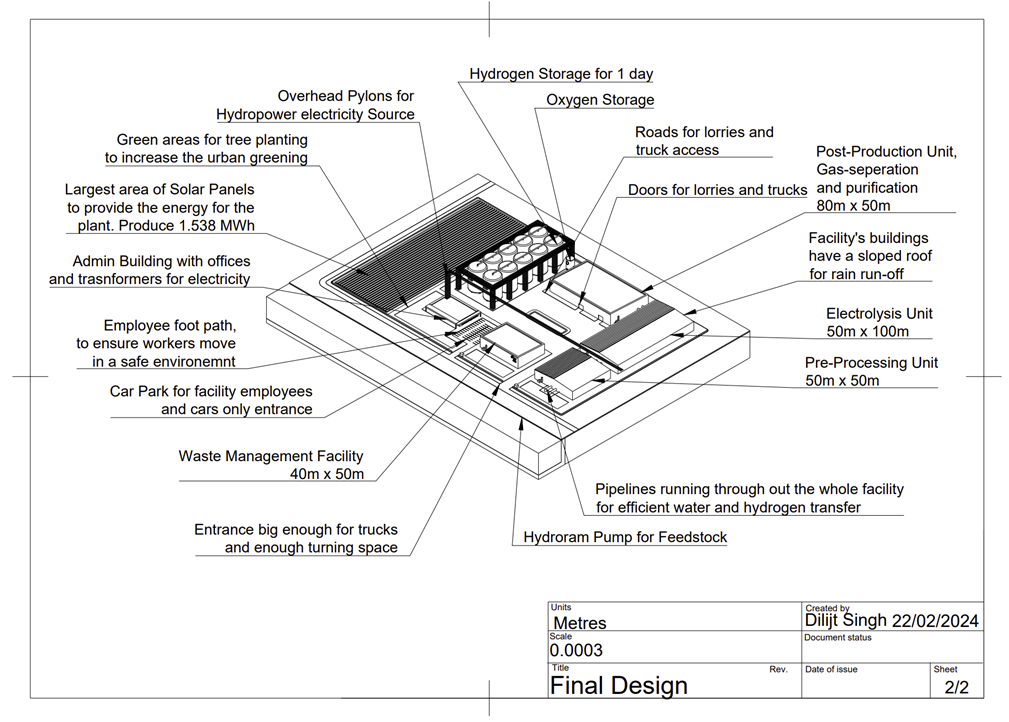 Hydrogen Storage for 1 day
Overhead Pylons for
Hydropower electricity Source
Oxygen Storage
Green areas for tree planting
to increase the urban greening
Roads for lorries and
truck access
Post-Production Unit,
Gas-seperation
and purification
80m x 50m
Largest area of Solar Panels
to provide the energy for the
plant. Produce 1.538 MWh
Doors for lorries and trucks
Admin Building with offices
and trasnformers for electricity
Facility's buildings
have a sloped roof
for rain run-off
Employee foot path,
to ensure workers move
in a safe environemnt
Electrolysis Unit
50m x 100m
Pre-Processing Unit
50m x 50m
Car Park for facility employees
and cars only entrance
Waste Management Facility
40m x 50m
Pipelines running through out the whole facility
for efficient water and hydrogen transfer
Entrance big enough for trucks
and enough turning space
Hydroram Pump for Feedstock
Units
Metres
Created by
Dilijt Singh 22/02/2024
Scale
0.0003
Document status
Title
Final Design
Rev.
Date of issue
Sheet
2/2